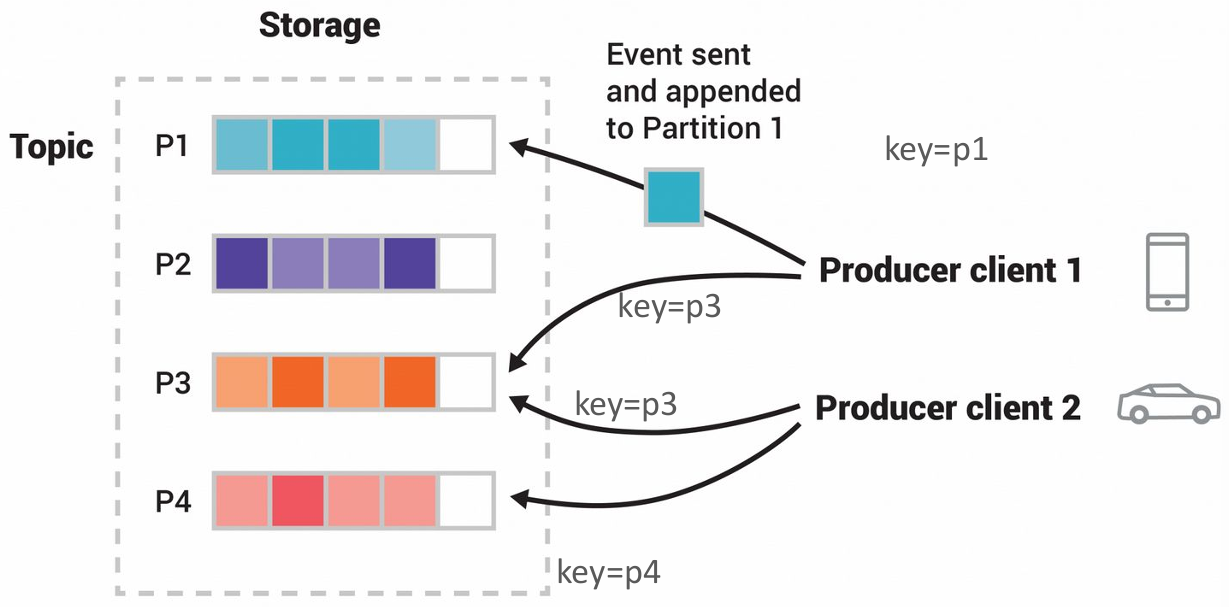 Storage
Event sent
and appended
to Partition 1
Topic
P1
key=p1
P2
Producer client 1
key=p3
P3
key=p3
Producer client 2
P4
key=p4